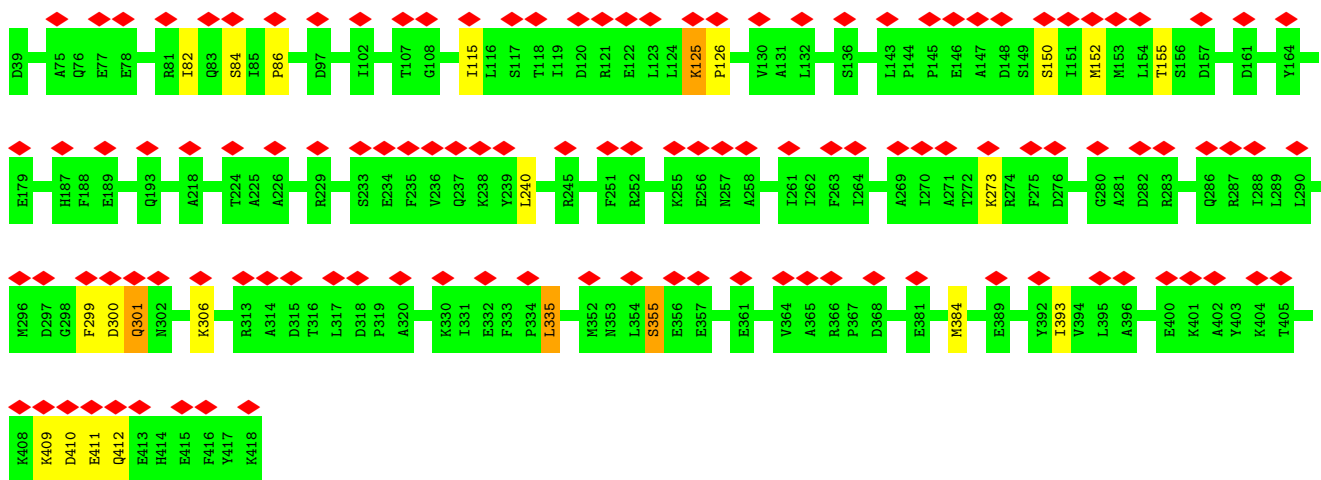 D39 A75 Q76 E77 E78 R81 I82 Q83 S84 I85 P86 D97 I102 T107 G108 I115 L116 S117 T118 I119 D120 R121 E122 L123 L124 K125 P126 V130 A131 L132 S136 L143 P144 P145 E146 A147 D148 S149 S150 I151 M152 M153 L154 T155 S156 D157 D161 Y164
E179 H187 F188 E189 Q193 A218 T224 A225 A226 R229 S233 E234 F235 V236 Q237 K238 Y239 L240 R245 F251 R252 K255 E256 N257 A258 I261 I262 F263 I264 A269 I270 A271 T272 K273 R274 F275 D276 G280 A281 D282 R283 Q286 R287 I288 L289 L290
M296 D297 G298 F299 D300 Q301 N302 K306 R313 A314 D315 T316 L317 D318 P319 A320 K330 I331 E332 F333 P334 L335 M352 N353 L354 S355 E356 E357 E361 V364 A365 R366 P367 D368 E381 M384 E389 Y392 I393 V394 L395 A396 E400 K401 A402 Y403 K404 T405
K408 K409 D410 E411 Q412 E413 H414 E415 F416 Y417 K418